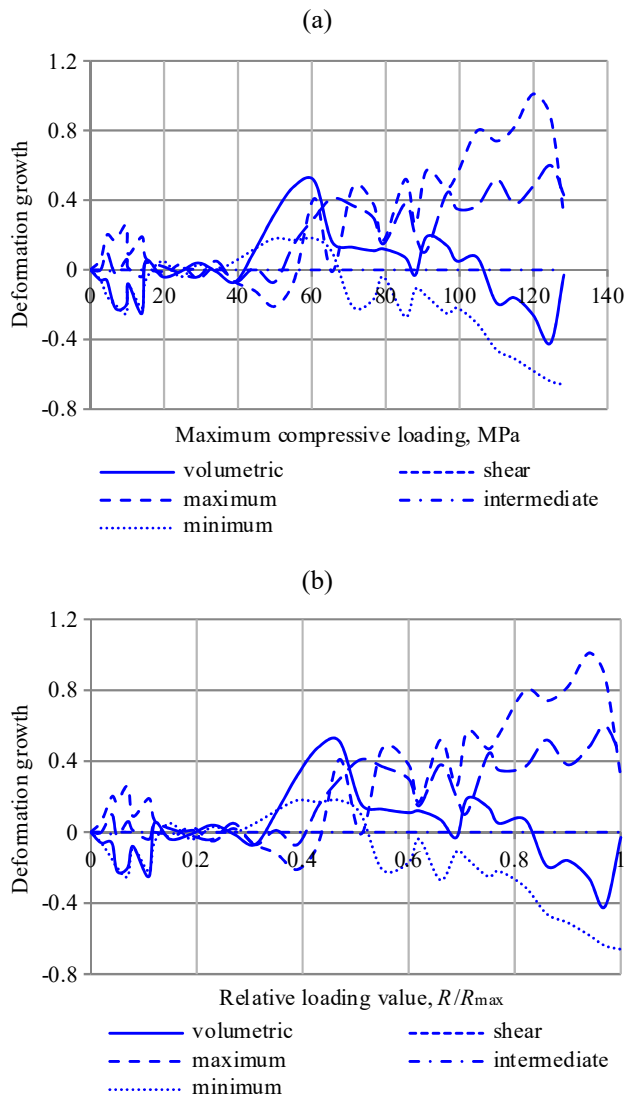 (a)
1.2
0.8
0.4
0
-0.4
-0.8
0 20 40 60 80 100 120 140
Deformation growth
Maximum compressive loading, MPa
volumetric shear
maximum intermediate
minimum
(b)
1.2
0.8
0.4
0
-0.4
-0.8
0 0.2 0.4 0.6 0.8 1
Deformation growth
Relative loading value, R/Rmax
volumetric shear
maximum intermediate
minimum